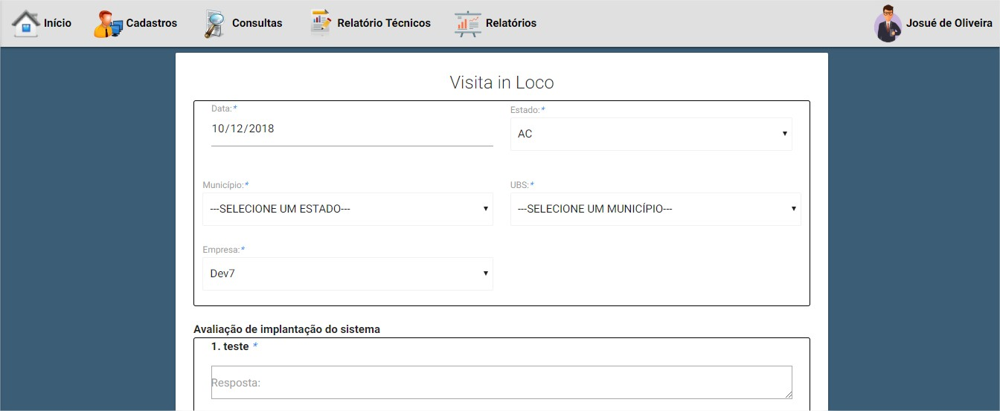 Início Cadastros Consultas Relatório Técnicos Relatórios Josué de Oliveira
Visita in Loco
Data:* Estado:*
10/12/2018 AC
Município:* UBS:*
---SELECIONE UM ESTADO--- ---SELECIONE UM MUNICÍPIO---
Empresa:*
Dev7
Avaliação de implantação do sistema
1. teste *
Resposta: